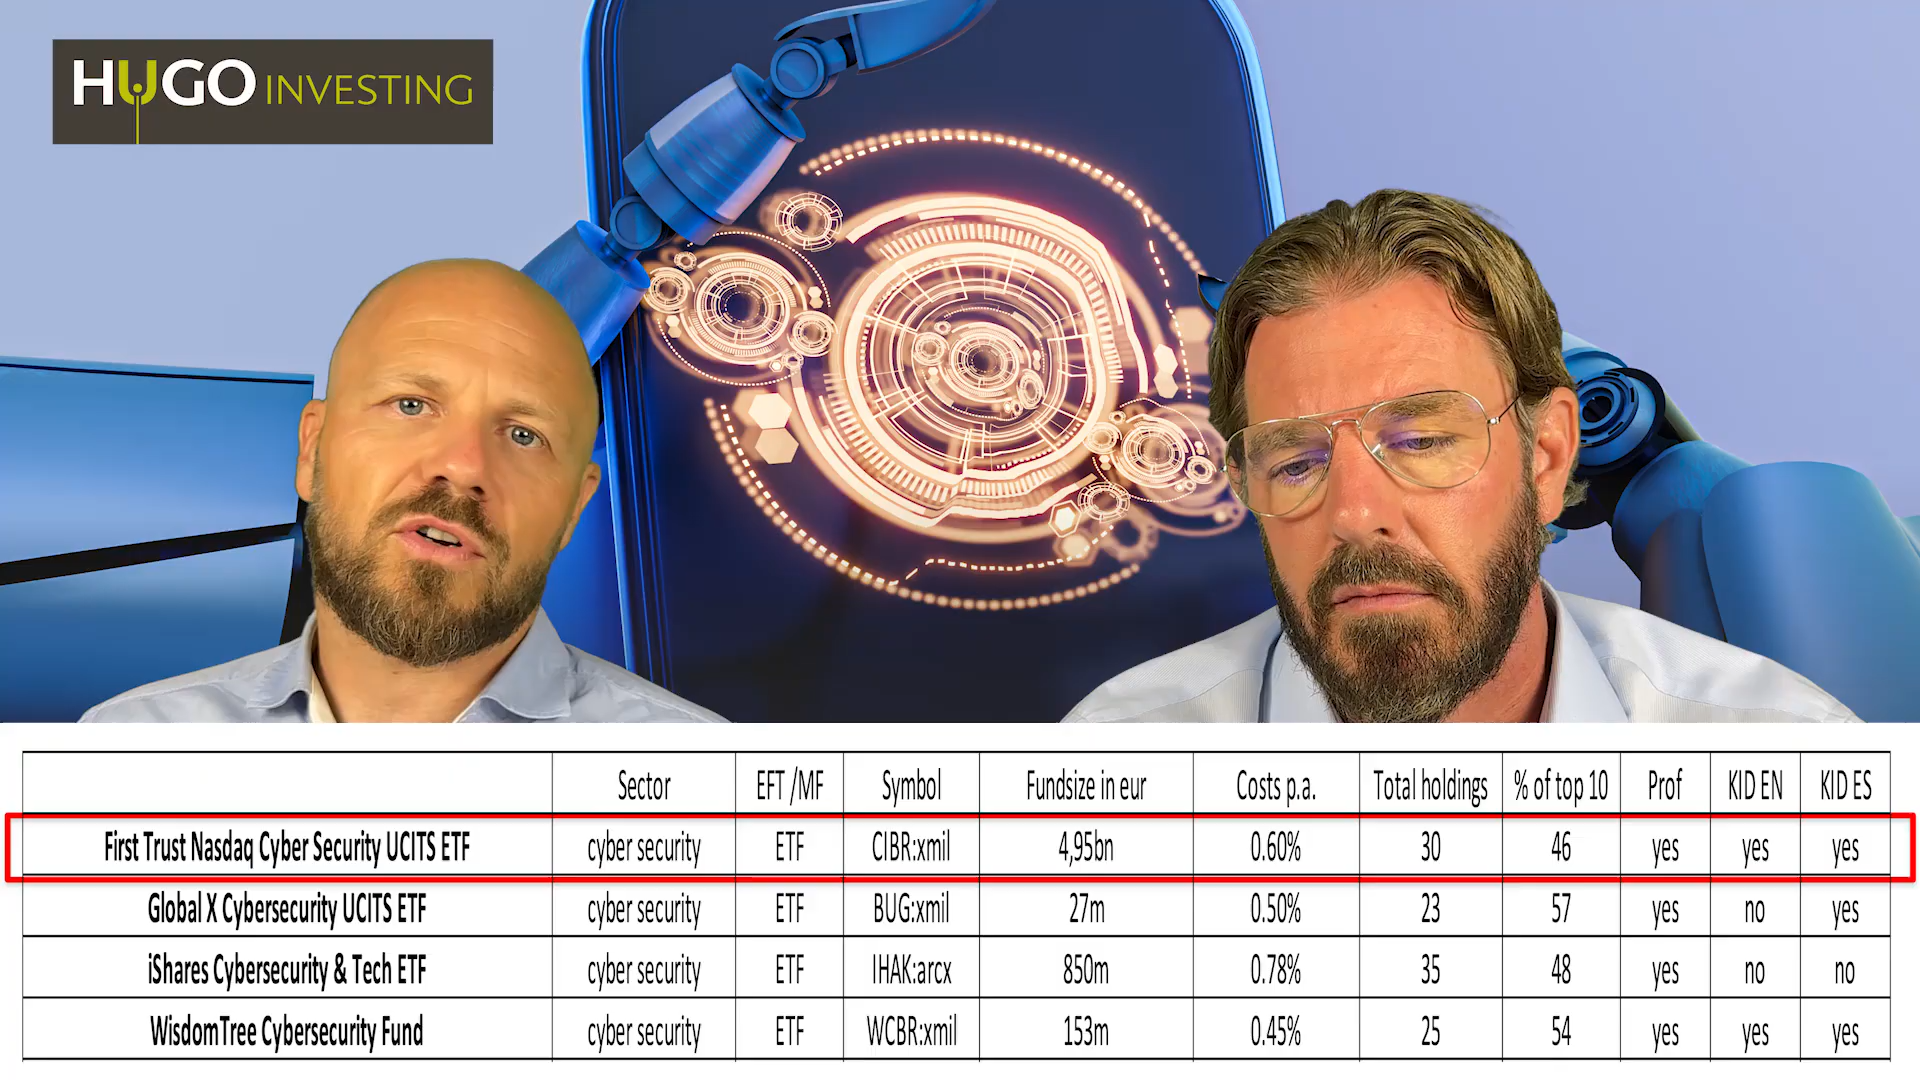 HUGO INVESTING
Sector EFT /MF Symbol Fundsize in eur Costs p.a. Total holdings % of top 10 Prof KID EN KID ES
First Trust Nasdaq Cyber Security UCITS ETF cyber security ETF CIBR:xmil 4,95bn 0.60% 30 46 yes yes yes
Global X Cybersecurity UCITS ETF cyber security ETF BUG:xmil 27m 0.50% 23 57 yes no yes
iShares Cybersecurity & Tech ETF cyber security ETF IHAK:arcx 850m 0.78% 35 48 yes no no
WisdomTree Cybersecurity Fund cyber security ETF WCBR:xmil 153m 0.45% 25 54 yes yes yes